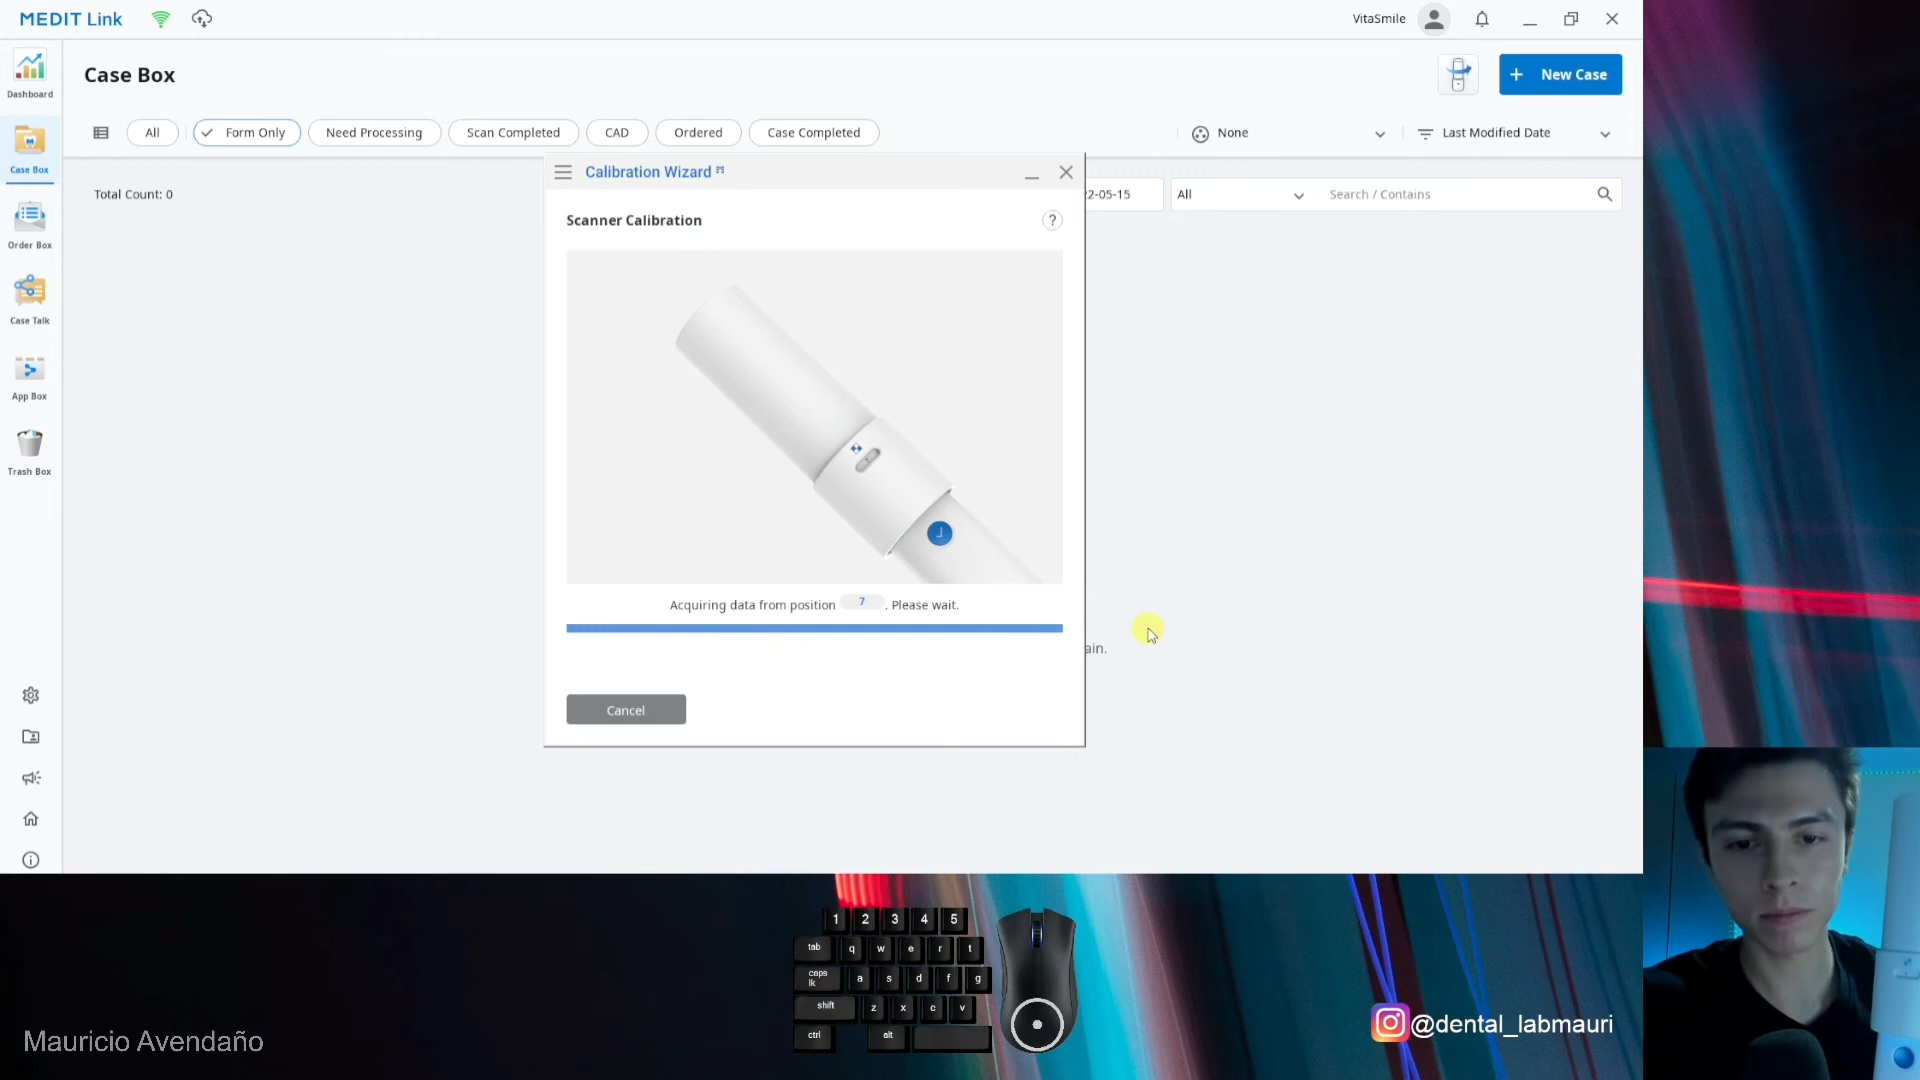 MEDIT Link
VitaSmile
Dashboard
Case Box
New Case
All
Form Only
Need Processing
Scan Completed
CAD
Ordered
Case Completed
None
Last Modified Date
Case Box
Calibration Wizard
Total Count: 0
2-05-15
All
Search / Contains
Scanner Calibration
?
Order Box
Case Talk
App Box
Trash Box
Acquiring data from position 7 . Please wait.
ain.
Cancel
1 2 3 4 5
tab q w e r t
caps lk a s d f g
shift z x c v
ctrl alt
Mauricio Avendaño
@dental_labmauri